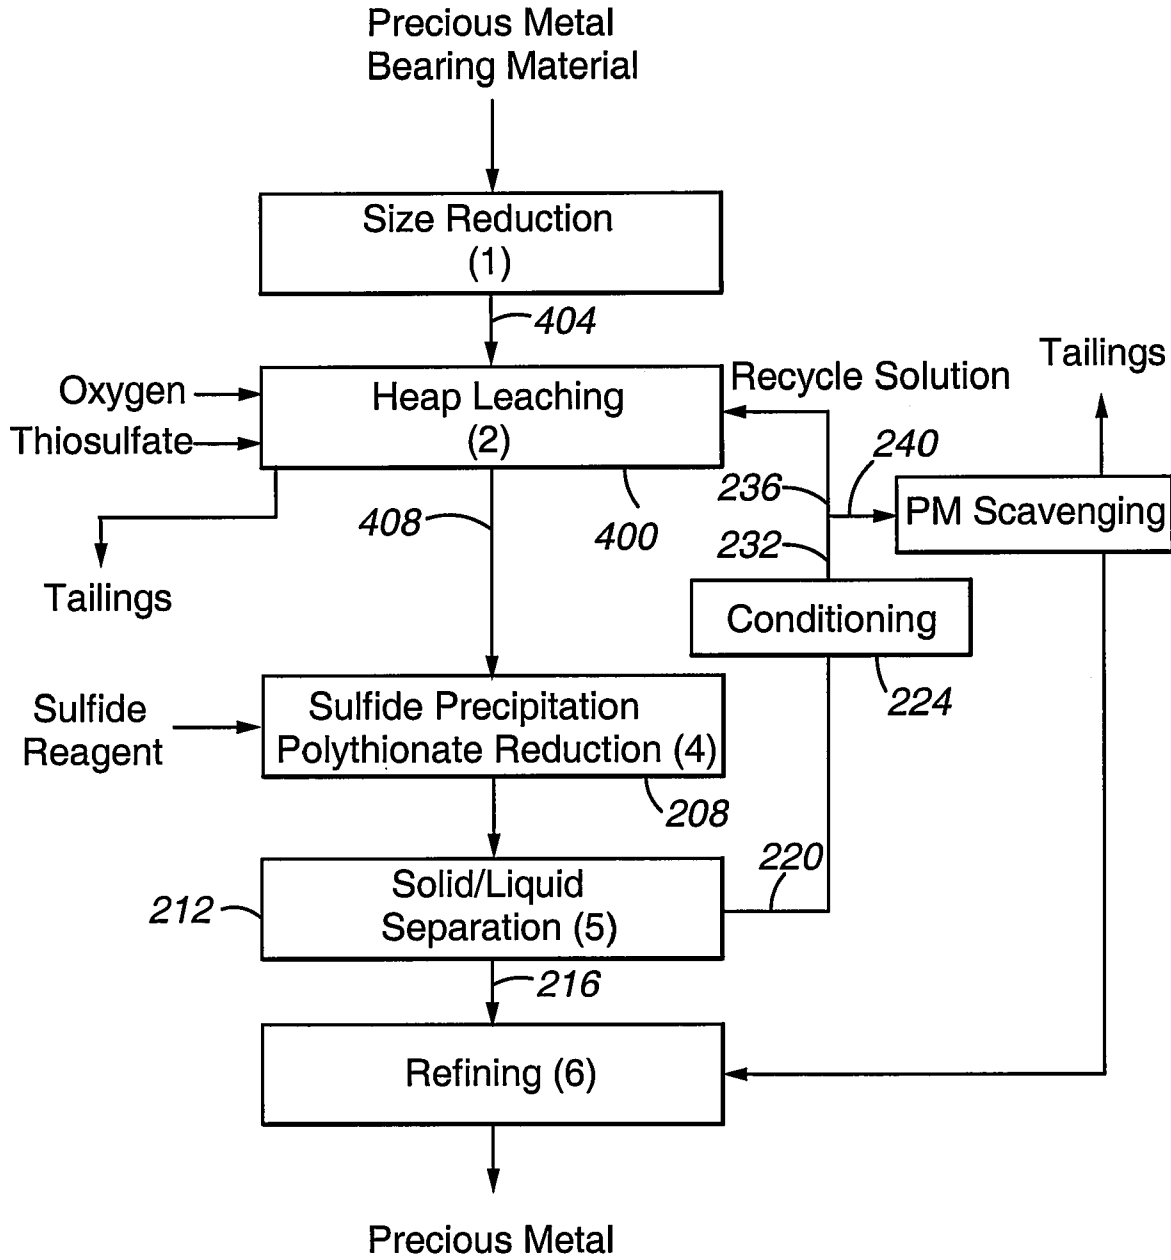 Precious Metal
Bearing Material
Size Reduction
(1)
404
Tailings
Oxygen
Thiosulfate
Heap Leaching
(2)
Recycle Solution
240
236
408
400
PM Scavenging
232
Tailings
Conditioning
224
Sulfide
Reagent
Sulfide Precipitation
Polythionate Reduction (4)
208
220
212
Solid/Liquid
Separation (5)
216
Refining (6)
Precious Metal